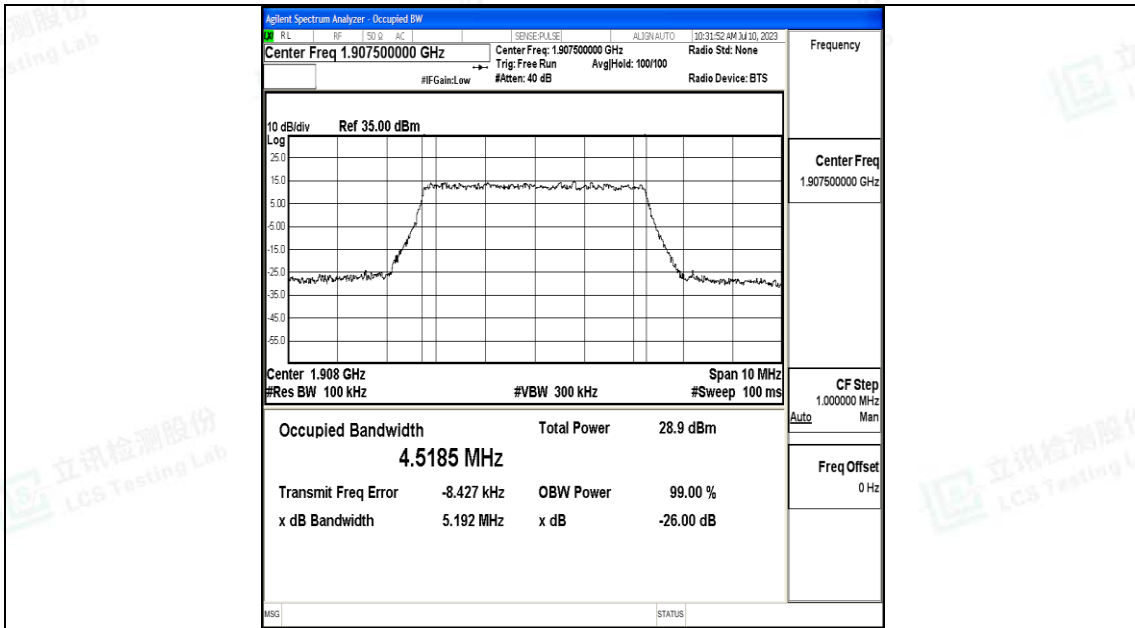 Agilent Spectrum Analyzer - Occupied BW
RL RF 50 Ω AC SENSE:PULSE ALIGN AUTO 10:31:52 AM Jul 10, 2023
Center Freq 1.907500000 GHz
Center Freq: 1.907500000 GHz Radio Std: None
Trig: Free Run Avg|Hold: 100/100
#IFGain:Low #Atten: 40 dB Radio Device: BTS
10 dB/div Ref 35.00 dBm
Log
25.0
15.0
5.00
-5.00
-15.0
-25.0
-35.0
-45.0
-55.0
Center 1.908 GHz Span 10 MHz
#Res BW 100 kHz #VBW 300 kHz #Sweep 100 ms
Occupied Bandwidth Total Power 28.9 dBm
4.5185 MHz
Transmit Freq Error -8.427 kHz OBW Power 99.00 %
x dB Bandwidth 5.192 MHz x dB -26.00 dB
MSG STATUS
Frequency
Center Freq
1.907500000 GHz
CF Step
1.000000 MHz
Auto Man
Freq Offset
0 Hz
立讯检测股份
LCS Testing Lab
立讯检测股份
LCS Testing